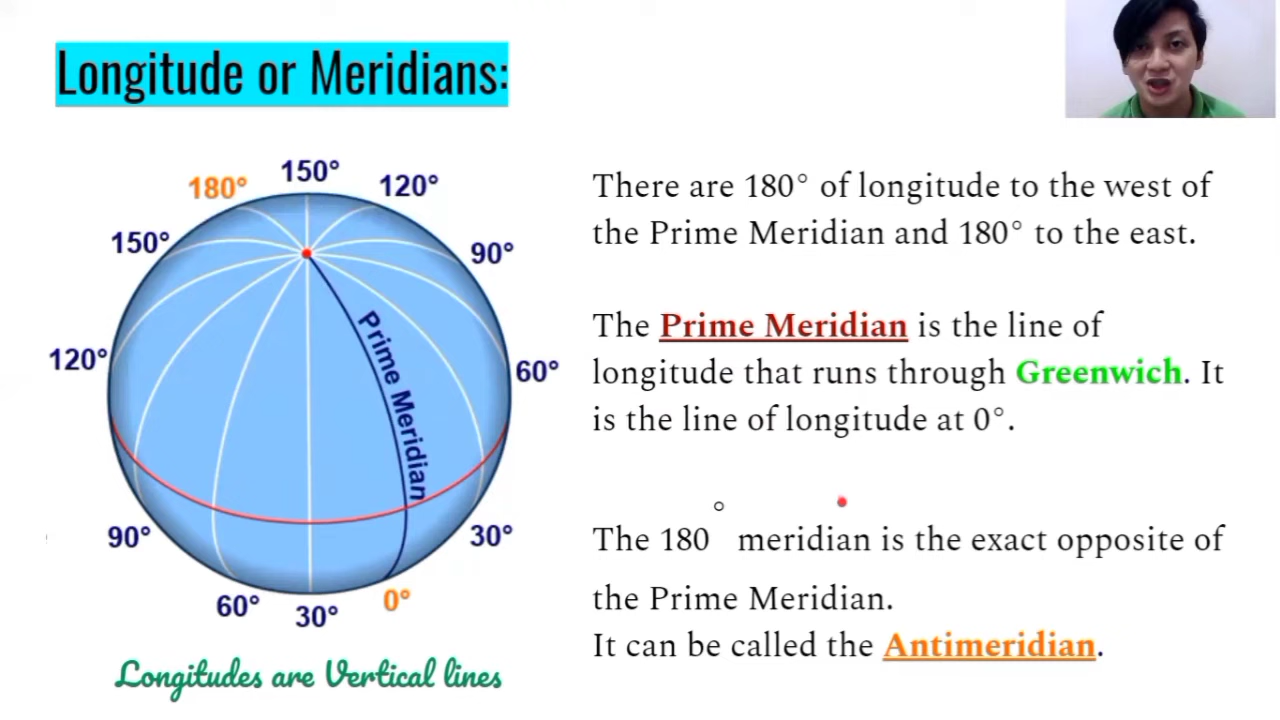 Longitude or Meridians:
150°
180°
120°
150°
90°
120°
60°
Prime Meridian
90°
30°
60°
30°
0°
Longitudes are Vertical lines
There are 180° of longitude to the west of
the Prime Meridian and 180° to the east.
The Prime Meridian is the line of
longitude that runs through Greenwich. It
is the line of longitude at 0°.
The 180° meridian is the exact opposite of
the Prime Meridian.
It can be called the Antimeridian.